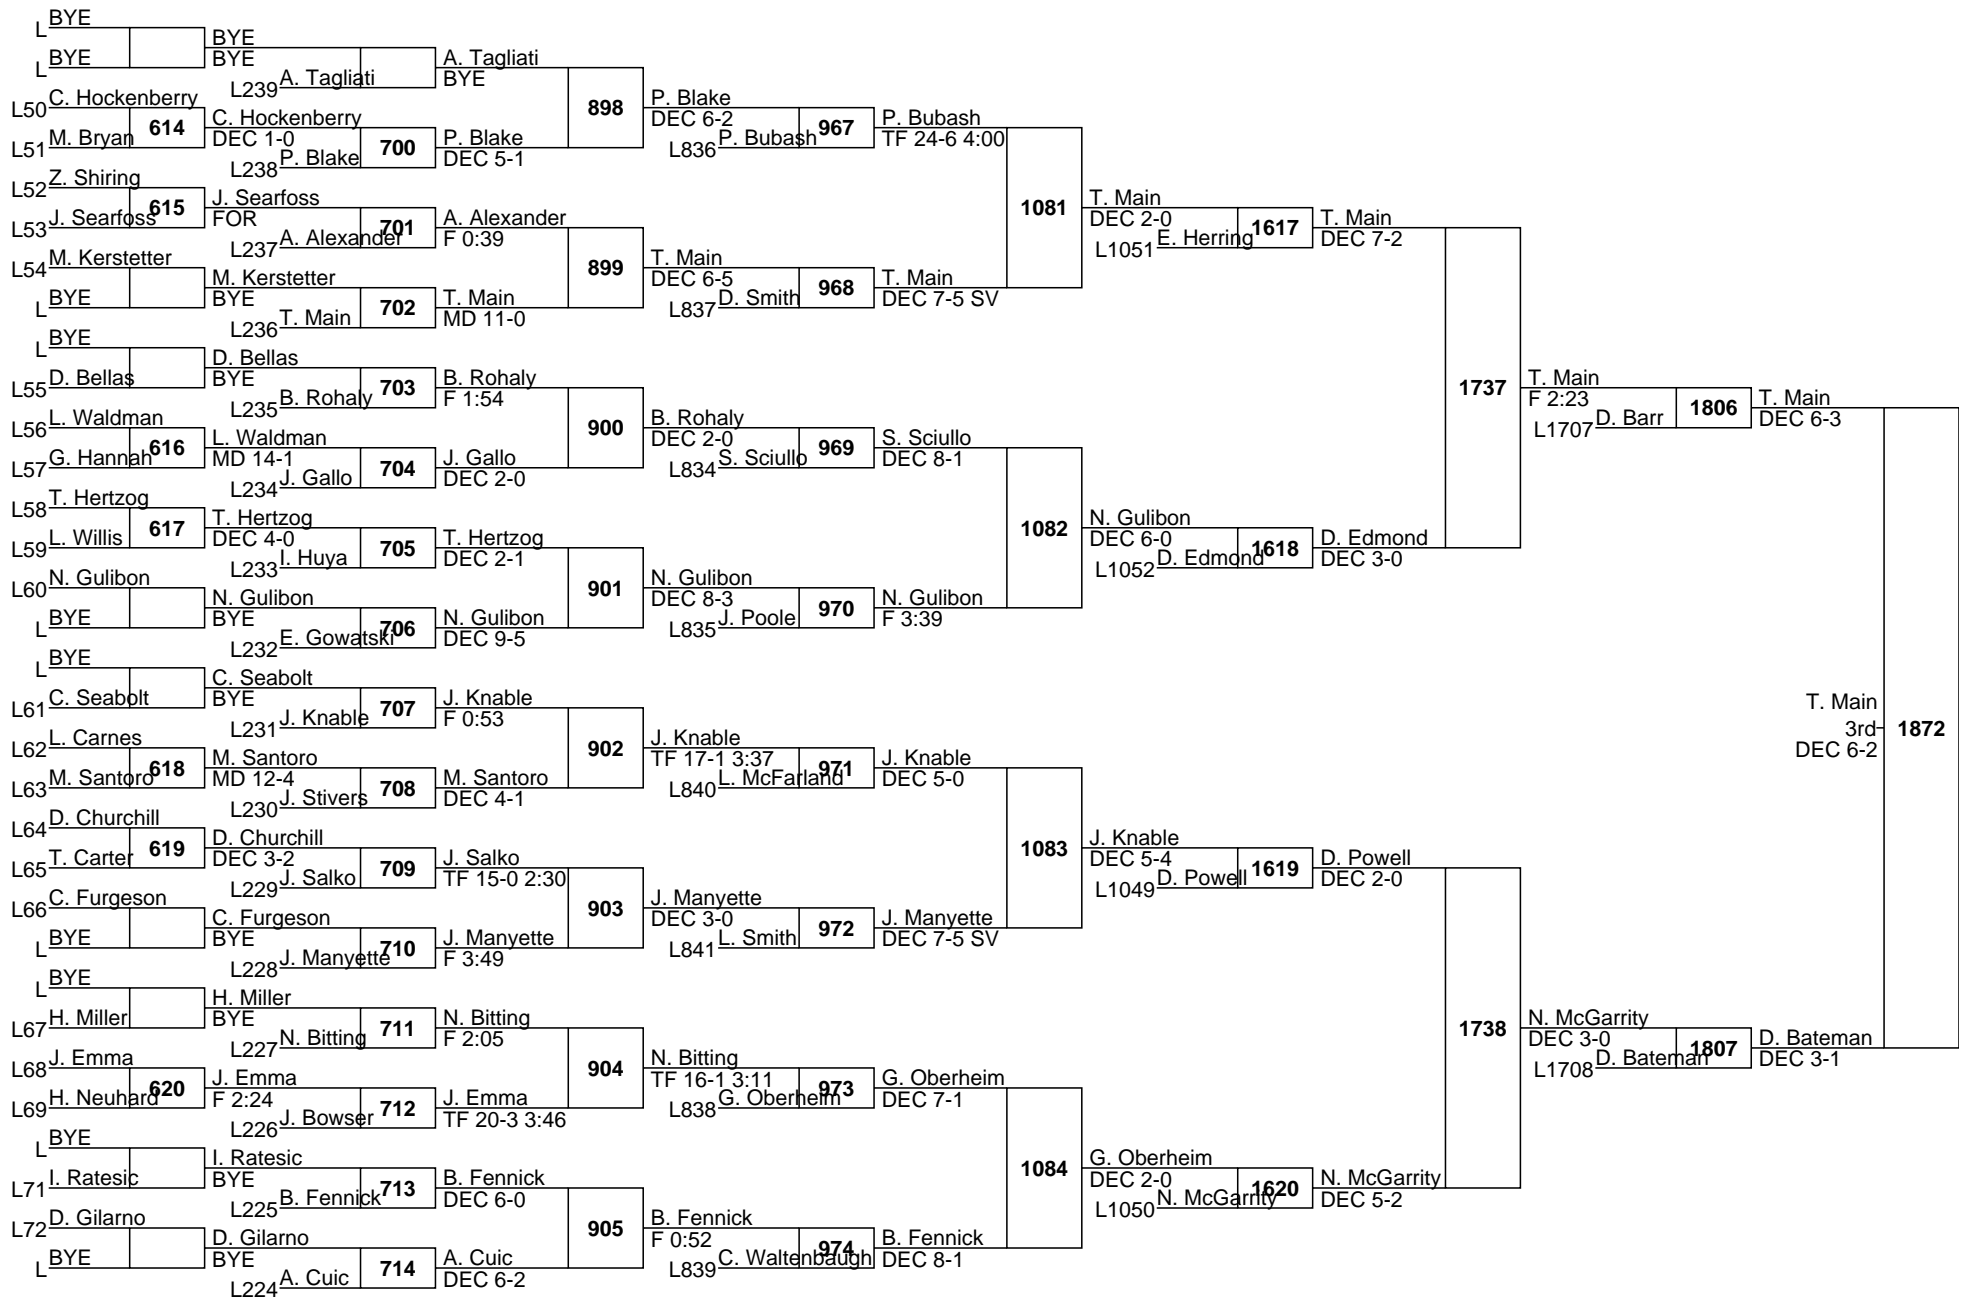 BYE
L
BYE
L
BYE
BYE
L239 A. Tagliati
A. Tagliati
BYE
L50 C. Hockenberry
614
L51 M. Bryan
C. Hockenberry
DEC 1-0
L238 P. Blake
700
P. Blake
DEC 5-1
898
P. Blake
DEC 6-2
L836 P. Bubash
967
P. Bubash
TF 24-6 4:00
L52 Z. Shiring
615
L53 J. Searfoss
J. Searfoss
FOR
L237 A. Alexander
701
A. Alexander
F 0:39
L54 M. Kerstetter
BYE
L
M. Kerstetter
BYE
L236 T. Main
702
T. Main
MD 11-0
899
T. Main
DEC 6-5
L837 D. Smith
968
T. Main
DEC 7-5 SV
1081
T. Main
DEC 2-0
L1051 E. Herring
1617
T. Main
DEC 7-2
BYE
L
L55 D. Bellas
D. Bellas
BYE
L235 B. Rohaly
703
B. Rohaly
F 1:54
L56 L. Waldman
616
L57 G. Hannah
L. Waldman
MD 14-1
L234 J. Gallo
704
J. Gallo
DEC 2-0
900
B. Rohaly
DEC 2-0
L834 S. Sciullo
969
S. Sciullo
DEC 8-1
L58 T. Hertzog
617
L59 L. Willis
T. Hertzog
DEC 4-0
L233 I. Huya
705
T. Hertzog
DEC 2-1
L60 N. Gulibon
BYE
L
N. Gulibon
BYE
L232 E. Gowatski
706
N. Gulibon
DEC 9-5
901
N. Gulibon
DEC 8-3
L835 J. Poole
970
N. Gulibon
F 3:39
1082
N. Gulibon
DEC 6-0
L1052 D. Edmond
1618
D. Edmond
DEC 3-0
1737
T. Main
F 2:23
L1707 D. Barr
1806
T. Main
DEC 6-3
BYE
L
L61 C. Seabolt
C. Seabolt
BYE
L231 J. Knable
707
J. Knable
F 0:53
L62 L. Carnes
618
L63 M. Santoro
M. Santoro
MD 12-4
L230 J. Stivers
708
M. Santoro
DEC 4-1
902
J. Knable
TF 17-1 3:37
L840 L. McFarland
971
J. Knable
DEC 5-0
L64 D. Churchill
619
L65 T. Carter
D. Churchill
DEC 3-2
L229 J. Salko
709
J. Salko
TF 15-0 2:30
L66 C. Furgeson
BYE
L
C. Furgeson
BYE
L228 J. Manyette
710
J. Manyette
F 3:49
903
J. Manyette
DEC 3-0
L841 L. Smith
972
J. Manyette
DEC 7-5 SV
1083
J. Knable
DEC 5-4
L1049 D. Powell
1619
D. Powell
DEC 2-0
BYE
L
L67 H. Miller
H. Miller
BYE
L227 N. Bitting
711
N. Bitting
F 2:05
L68 J. Emma
620
L69 H. Neuhard
J. Emma
F 2:24
L226 J. Bowser
712
J. Emma
TF 20-3 3:46
904
N. Bitting
TF 16-1 3:11
L838 G. Oberheim
973
G. Oberheim
DEC 7-1
BYE
L
L71 I. Ratesic
I. Ratesic
BYE
L225 B. Fennick
713
B. Fennick
DEC 6-0
L72 D. Gilarno
BYE
L
D. Gilarno
BYE
L224 A. Cuic
714
A. Cuic
DEC 6-2
905
B. Fennick
F 0:52
L839 C. Waltenbaugh
974
B. Fennick
DEC 8-1
1084
G. Oberheim
DEC 2-0
L1050 N. McGarrity
1620
N. McGarrity
DEC 5-2
1738
N. McGarrity
DEC 3-0
L1708 D. Bateman
1807
D. Bateman
DEC 3-1
T. Main
3rd
DEC 6-2
1872